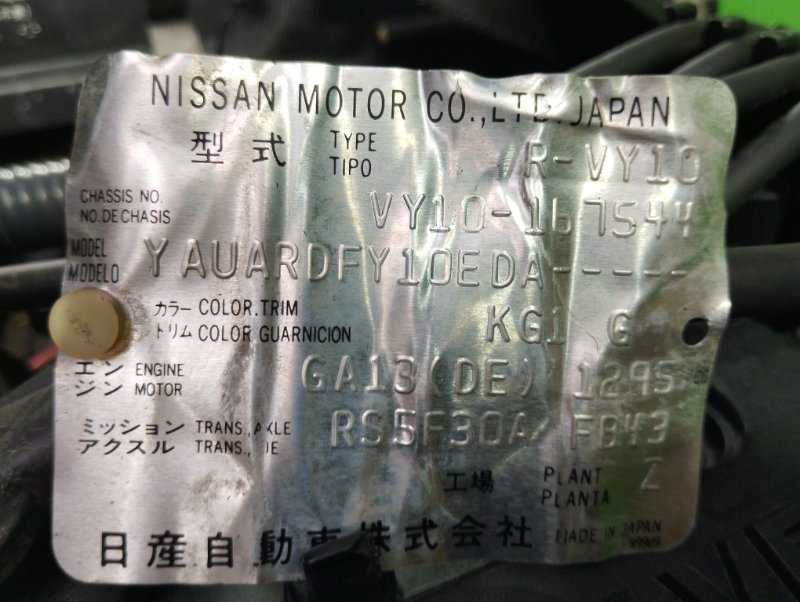 NISSAN MOTOR CO.,LTD. JAPAN
型式 TYPE TIPO R-VY10
CHASSIS NO. NO.DE CHASIS VY10-167544
MODEL MODELO YAUARDFY10EDA-----
カラー COLOR.TRIM
トリム COLOR GUARNICION KG1 G
エン ENGINE
ジン MOTOR GA13(DE) 1295
ミッション TRANS.,AXLE
アクスル TRANS.,EJE RS5F30A FB43
工場 PLANT PLANTA Z
日産自動車株式会社 MADE IN JAPAN